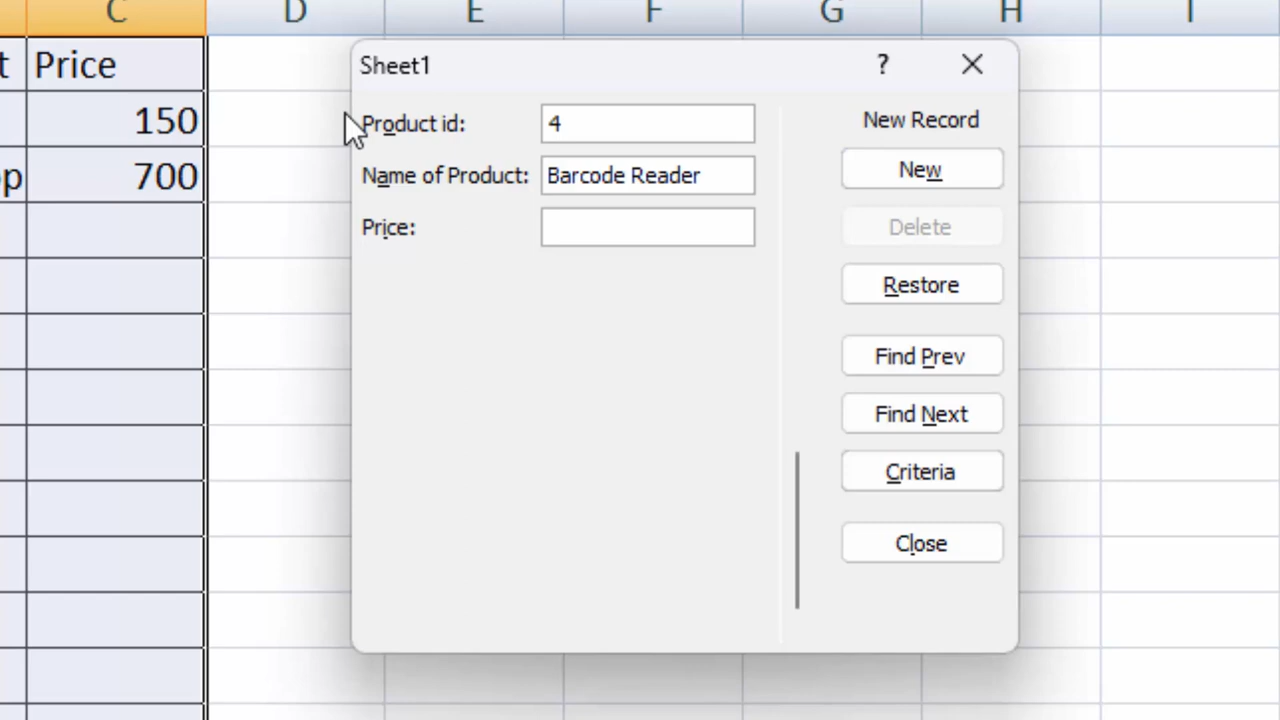 C D E F G H I
t Price
150
700
op
Sheet1 ?
Product id: 4
Name of Product: Barcode Reader
Price:
New Record
New
Delete
Restore
Find Prev
Find Next
Criteria
Close